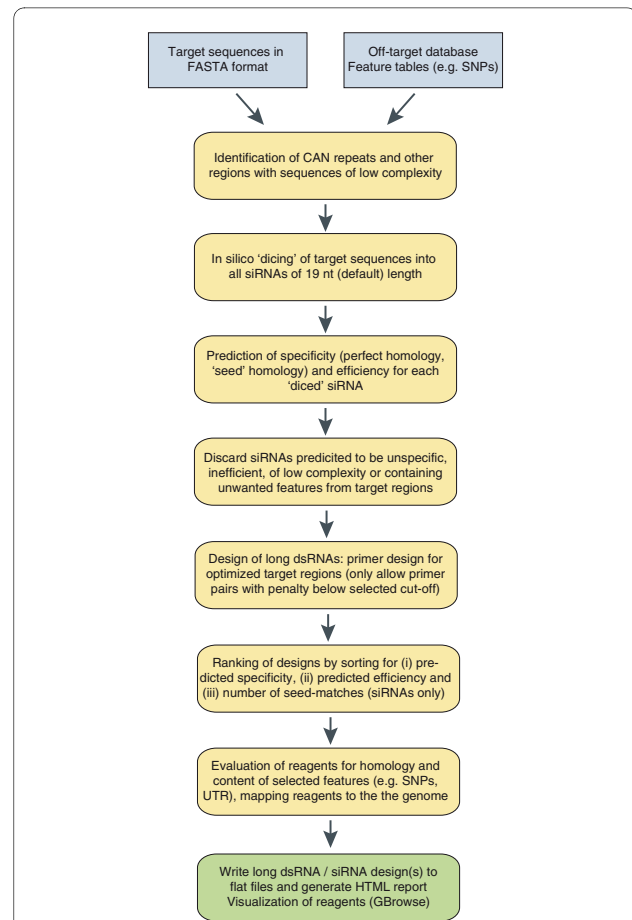 Target sequences in
FASTA format
Off-target database
Feature tables (e.g. SNPs)
Identification of CAN repeats and other
regions with sequences of low complexity
In silico ‘dicing’ of target sequences into
all siRNAs of 19 nt (default) length
Prediction of specificity (perfect homology,
‘seed’ homology) and efficiency for each
‘diced’ siRNA
Discard siRNAs predicited to be unspecific,
inefficient, of low complexity or containing
unwanted features from target regions
Design of long dsRNAs: primer design for
optimized target regions (only allow primer
pairs with penalty below selected cut-off)
Ranking of designs by sorting for (i) pre-
dicted specificity, (ii) predicted efficiency and
(iii) number of seed-matches (siRNAs only)
Evaluation of reagents for homology and
content of selected features (e.g. SNPs,
UTR), mapping reagents to the the genome
Write long dsRNA / siRNA design(s) to
flat files and generate HTML report
Visualization of reagents (GBrowse)